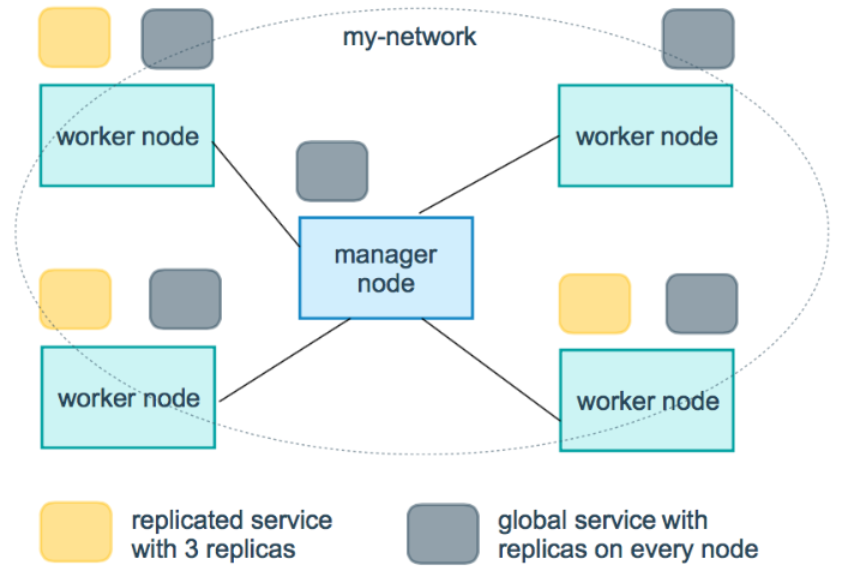 my-network
worker node
worker node
manager
node
worker node
worker node
replicated service
with 3 replicas
global service with
replicas on every node